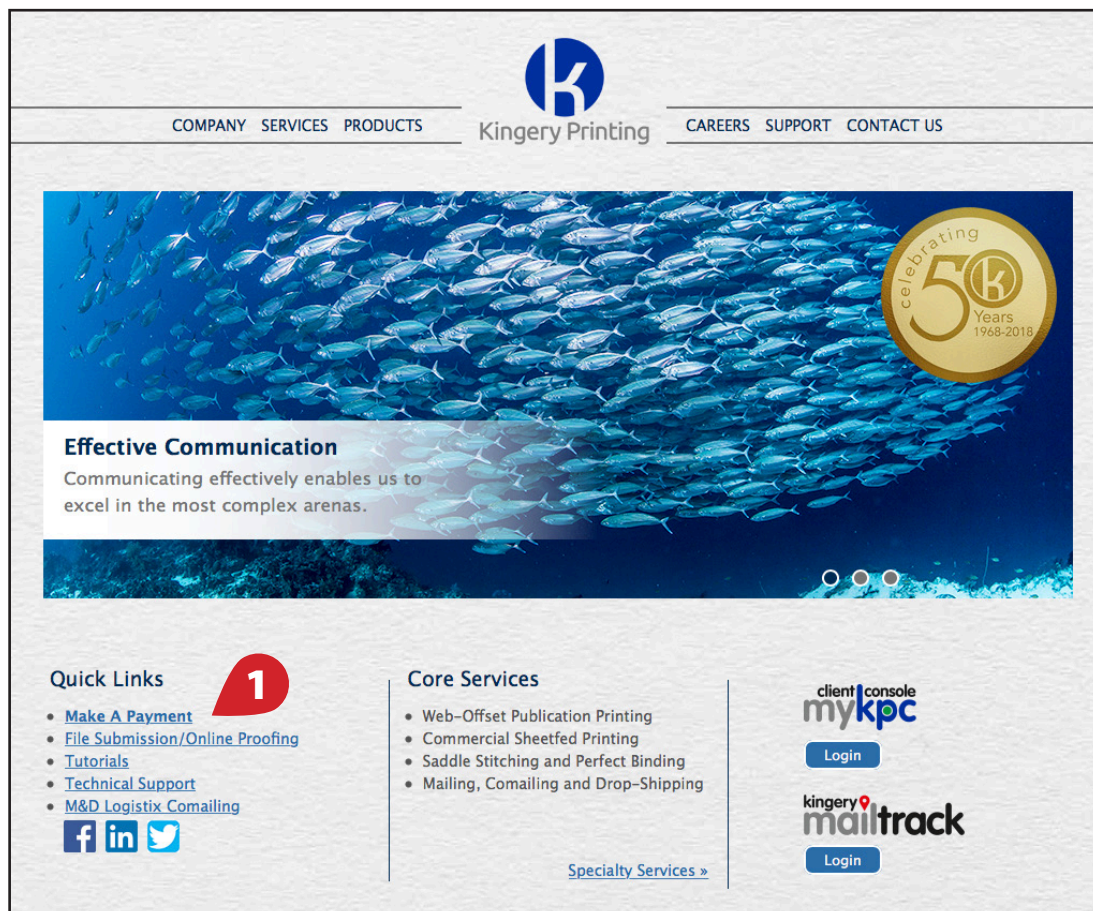 COMPANY SERVICES PRODUCTS
k
Kingery Printing
CAREERS SUPPORT CONTACT US
celebrating
50 k
Years
1968-2018
Effective Communication
Communicating effectively enables us to
excel in the most complex arenas.
Quick Links
1
• Make A Payment
• File Submission/Online Proofing
• Tutorials
• Technical Support
• M&D Logistix Comailing
f in
Core Services
• Web-Offset Publication Printing
• Commercial Sheetfed Printing
• Saddle Stitching and Perfect Binding
• Mailing, Comailing and Drop-Shipping
Specialty Services »
client console
mykpc
Login
kingery
mailtrack
Login